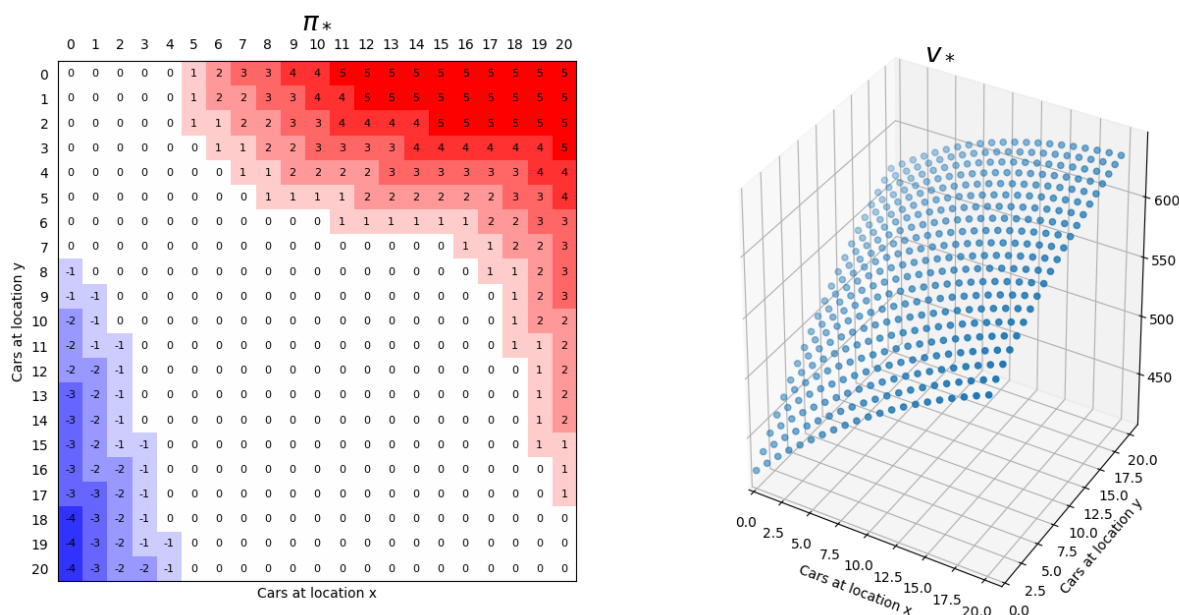 π*
0 1 2 3 4 5 6 7 8 9 10 11 12 13 14 15 16 17 18 19 20
0 0 0 0 0 0 1 2 3 3 4 4 5 5 5 5 5 5 5 5 5 5
1 0 0 0 0 0 1 2 2 3 3 4 4 5 5 5 5 5 5 5 5 5
2 0 0 0 0 0 1 1 2 2 3 3 4 4 4 4 5 5 5 5 5 5
3 0 0 0 0 0 0 1 1 2 2 3 3 3 3 4 4 4 4 4 4 5
4 0 0 0 0 0 0 0 1 1 2 2 2 2 3 3 3 3 3 3 4 4
5 0 0 0 0 0 0 0 0 1 1 1 1 2 2 2 2 2 2 3 3 4
6 0 0 0 0 0 0 0 0 0 0 0 1 1 1 1 1 1 2 2 3 3
7 0 0 0 0 0 0 0 0 0 0 0 0 0 0 0 0 1 1 2 2 3
8 -1 0 0 0 0 0 0 0 0 0 0 0 0 0 0 0 0 1 1 2 3
9 -1 -1 0 0 0 0 0 0 0 0 0 0 0 0 0 0 0 0 1 2 3
10 -2 -1 0 0 0 0 0 0 0 0 0 0 0 0 0 0 0 0 1 2 2
11 -2 -1 -1 0 0 0 0 0 0 0 0 0 0 0 0 0 0 0 1 1 2
12 -2 -2 -1 0 0 0 0 0 0 0 0 0 0 0 0 0 0 0 0 1 2
13 -3 -2 -1 0 0 0 0 0 0 0 0 0 0 0 0 0 0 0 0 1 2
14 -3 -2 -1 0 0 0 0 0 0 0 0 0 0 0 0 0 0 0 0 1 2
15 -3 -2 -1 -1 0 0 0 0 0 0 0 0 0 0 0 0 0 0 0 1 1
16 -3 -2 -2 -1 0 0 0 0 0 0 0 0 0 0 0 0 0 0 0 0 1
17 -3 -3 -2 -1 0 0 0 0 0 0 0 0 0 0 0 0 0 0 0 0 1
18 -4 -3 -2 -1 0 0 0 0 0 0 0 0 0 0 0 0 0 0 0 0 0
19 -4 -3 -2 -1 -1 0 0 0 0 0 0 0 0 0 0 0 0 0 0 0 0
20 -4 -3 -2 -2 -1 0 0 0 0 0 0 0 0 0 0 0 0 0 0 0 0
Cars at location y
Cars at location x
v*
600
550
500
450
0.0 2.5 5.0 7.5 10.0 12.5 15.0 17.5 20.0
Cars at location x
0.0 2.5 5.0 7.5 10.0 12.5 15.0 17.5 20.0
Cars at location y